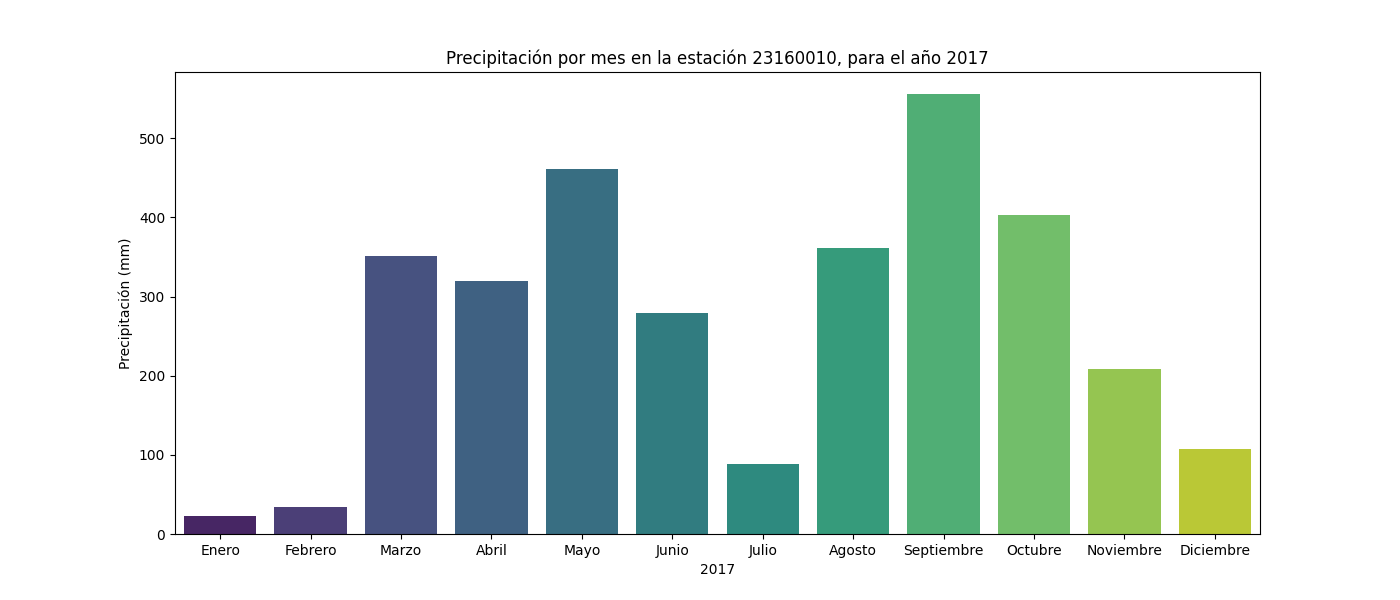 Precipitación por mes en la estación 23160010, para el año 2017
Precipitación (mm)
500
400
300
200
100
0
Enero Febrero Marzo Abril Mayo Junio Julio Agosto Septiembre Octubre Noviembre Diciembre
2017